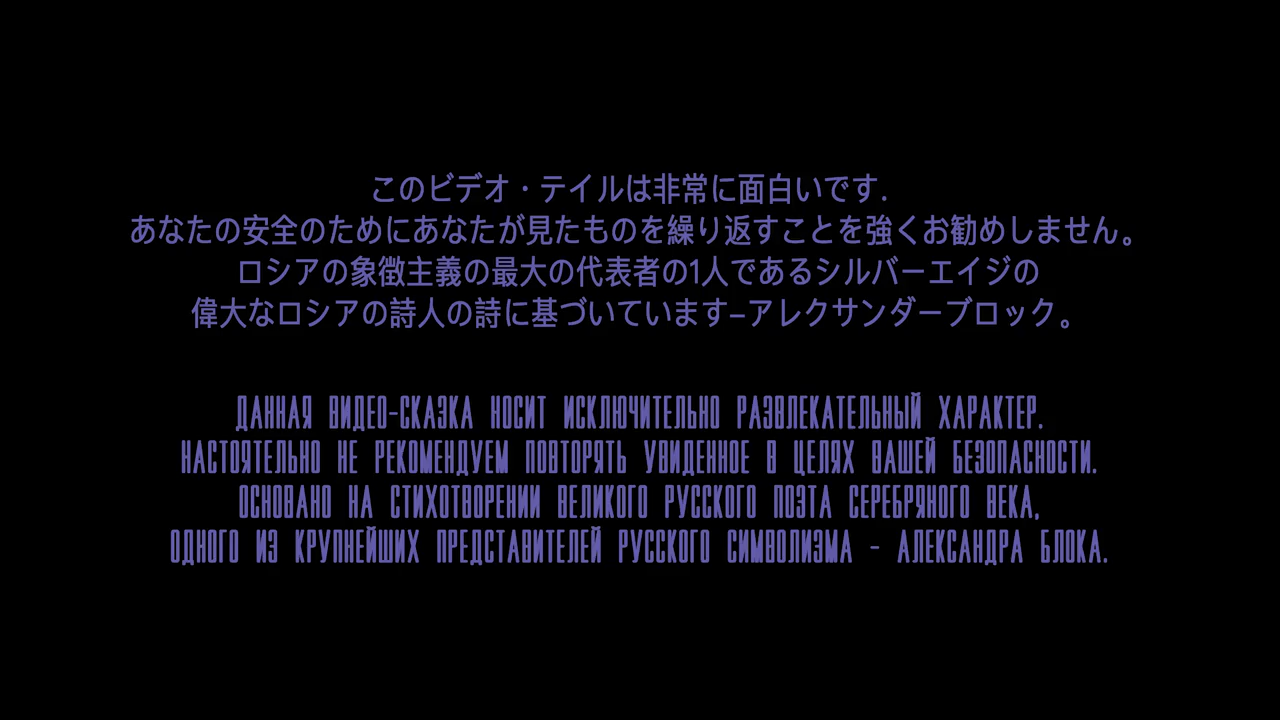 このビデオ・テイルは非常に面白いです.
あなたの安全のためにあなたが見たものを繰り返すことを強くお勧めしません。
ロシアの象徴主義の最大の代表者の1人であるシルバーエイジの
偉大なロシアの詩人の詩に基づいています–アレクサンダーブロック。
ДАННАЯ ВИДЕО-СКАЗКА НОСИТ ИСКЛЮЧИТЕЛЬНО РАЗВЛЕКАТЕЛЬНЫЙ ХАРАКТЕР.
НАСТОЯТЕЛЬНО НЕ РЕКОМЕНДУЕМ ПОВТОРЯТЬ УВИДЕННОЕ В ЦЕЛЯХ ВАШЕЙ БЕЗОПАСНОСТИ.
ОСНОВАНО НА СТИХОТВОРЕНИИ ВЕЛИКОГО РУССКОГО ПОЭТА СЕРЕБРЯНОГО ВЕКА,
ОДНОГО ИЗ КРУПНЕЙШИХ ПРЕДСТАВИТЕЛЕЙ РУССКОГО СИМВОЛИЗМА - АЛЕКСАНДРА БЛОКА.